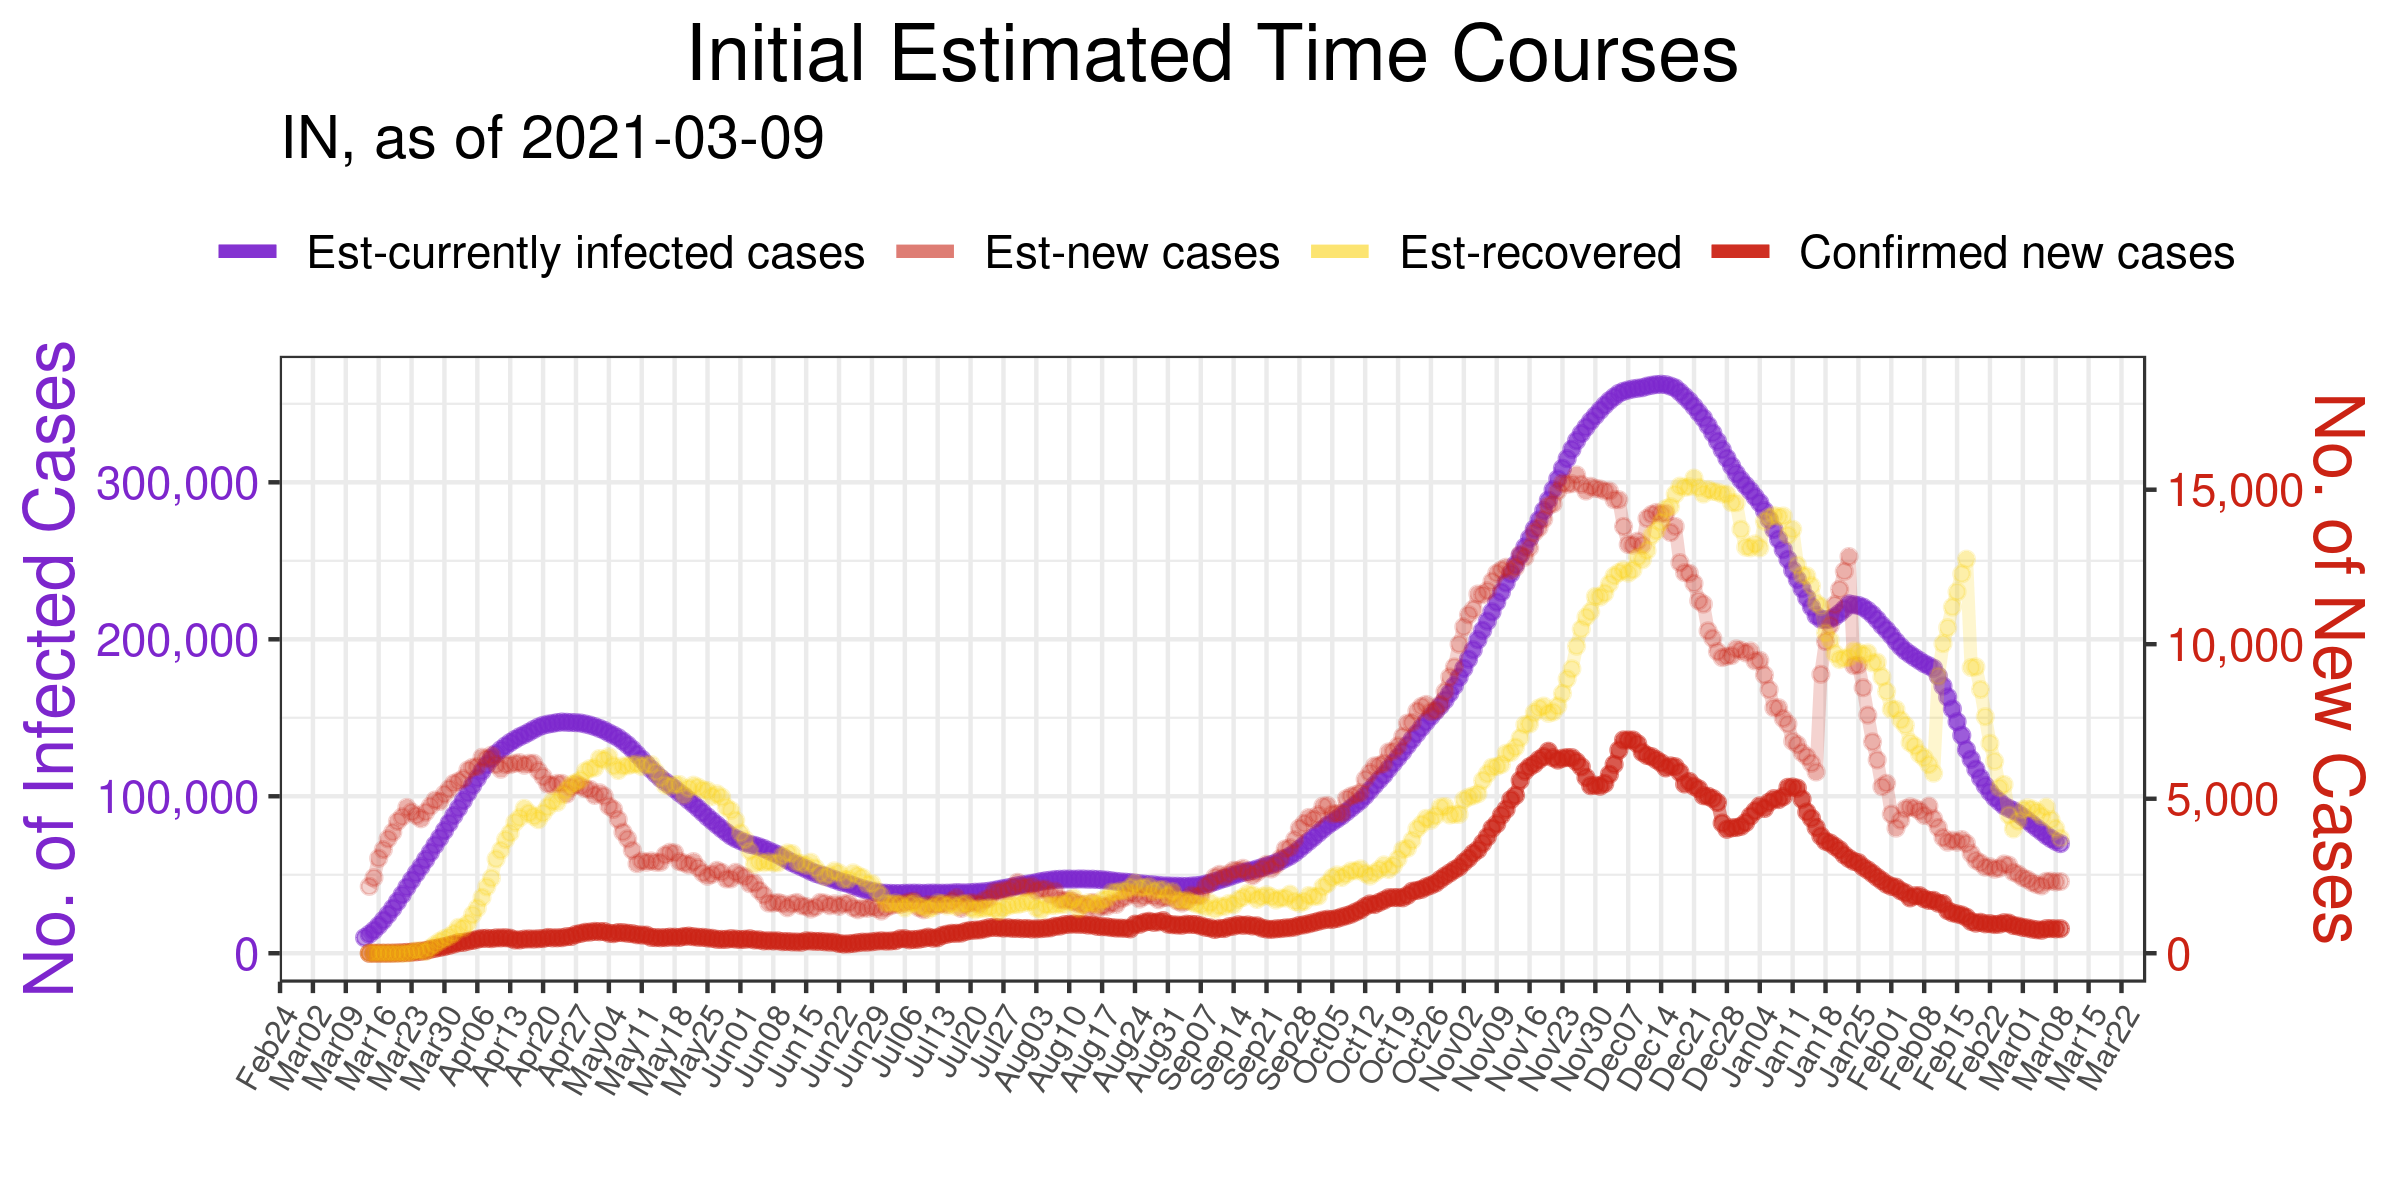 Initial Estimated Time Courses
IN, as of 2021-03-09
Est-currently infected cases Est-new cases Est-recovered Confirmed new cases
No. of Infected Cases
300,000
200,000
100,000
0
15,000
10,000
5,000
0
No. of New Cases
Feb24 Mar02 Mar09 Mar16 Mar23 Mar30 Apr06 Apr13 Apr20 Apr27 May04 May11 May18 May25 Jun01 Jun08 Jun15 Jun22 Jun29 Jul06 Jul13 Jul20 Jul27 Aug03 Aug10 Aug17 Aug24 Aug31 Sep07 Sep14 Sep21 Sep28 Oct05 Oct12 Oct19 Oct26 Nov02 Nov09 Nov16 Nov23 Nov30 Dec07 Dec14 Dec21 Dec28 Jan04 Jan11 Jan18 Jan25 Feb01 Feb08 Feb15 Feb22 Mar01 Mar08 Mar15 Mar22